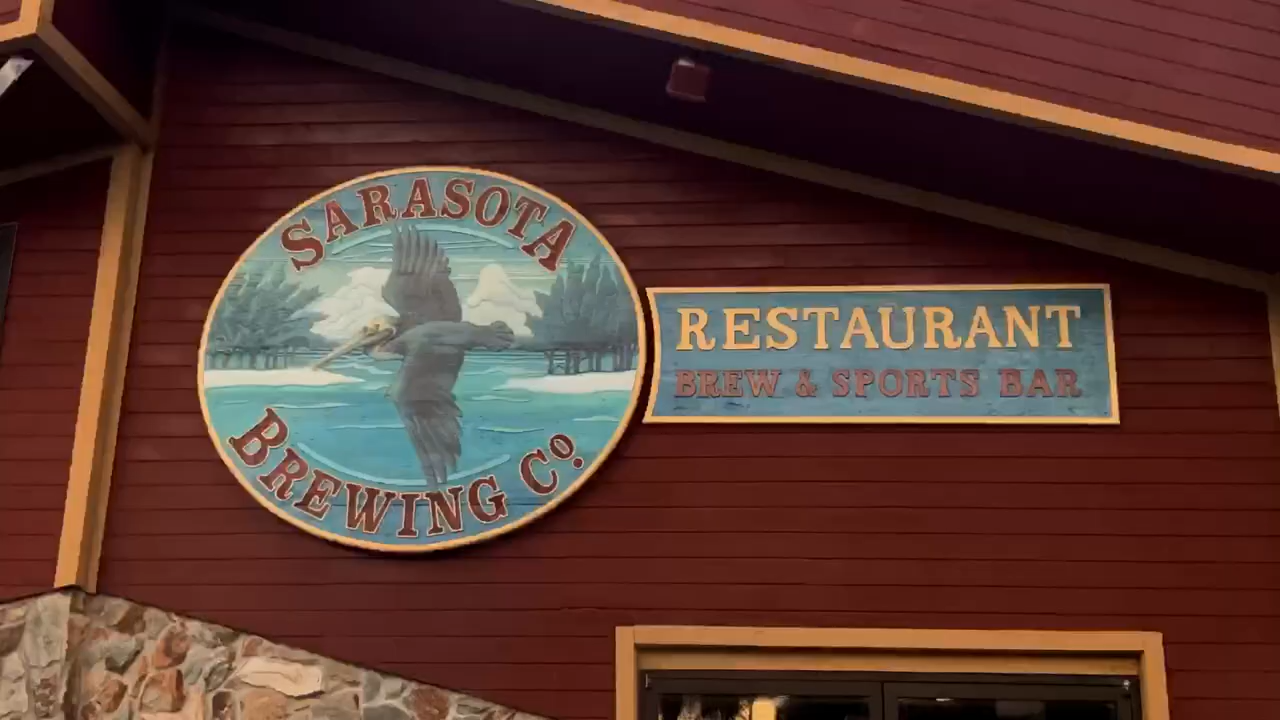 SARASOTA
BREWING CO.
RESTAURANT
BREW & SPORTS BAR